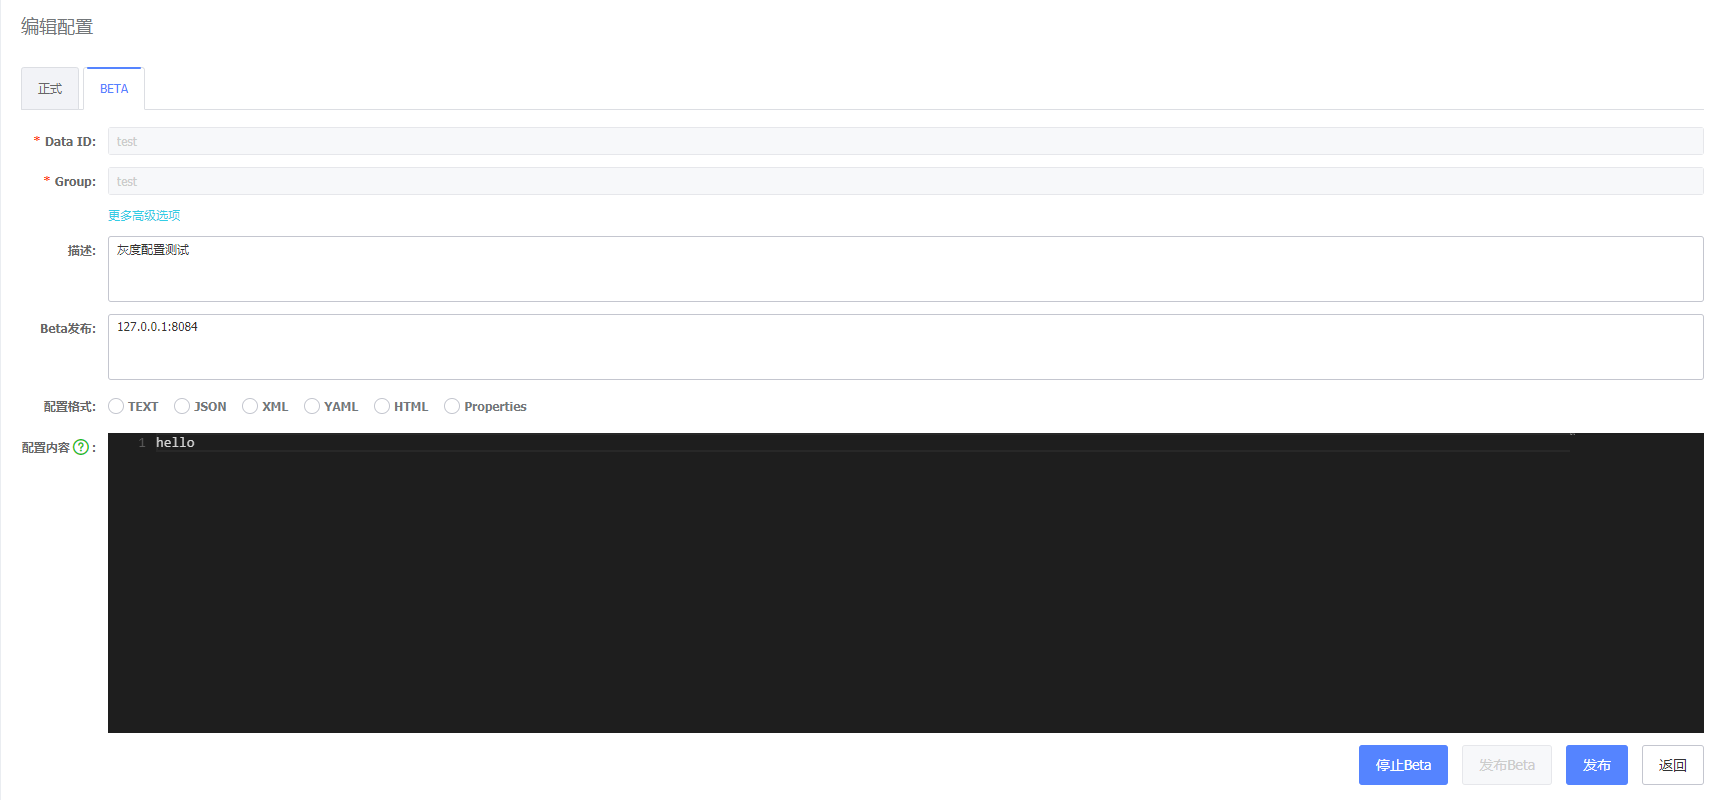 编辑配置
正式 BETA
* Data ID: test
* Group: test
更多高级选项
描述: 灰度配置测试
Beta发布: 127.0.0.1:8084
配置格式: TEXT JSON XML YAML HTML Properties
配置内容 ? : 1 hello
停止Beta 发布Beta 发布 返回